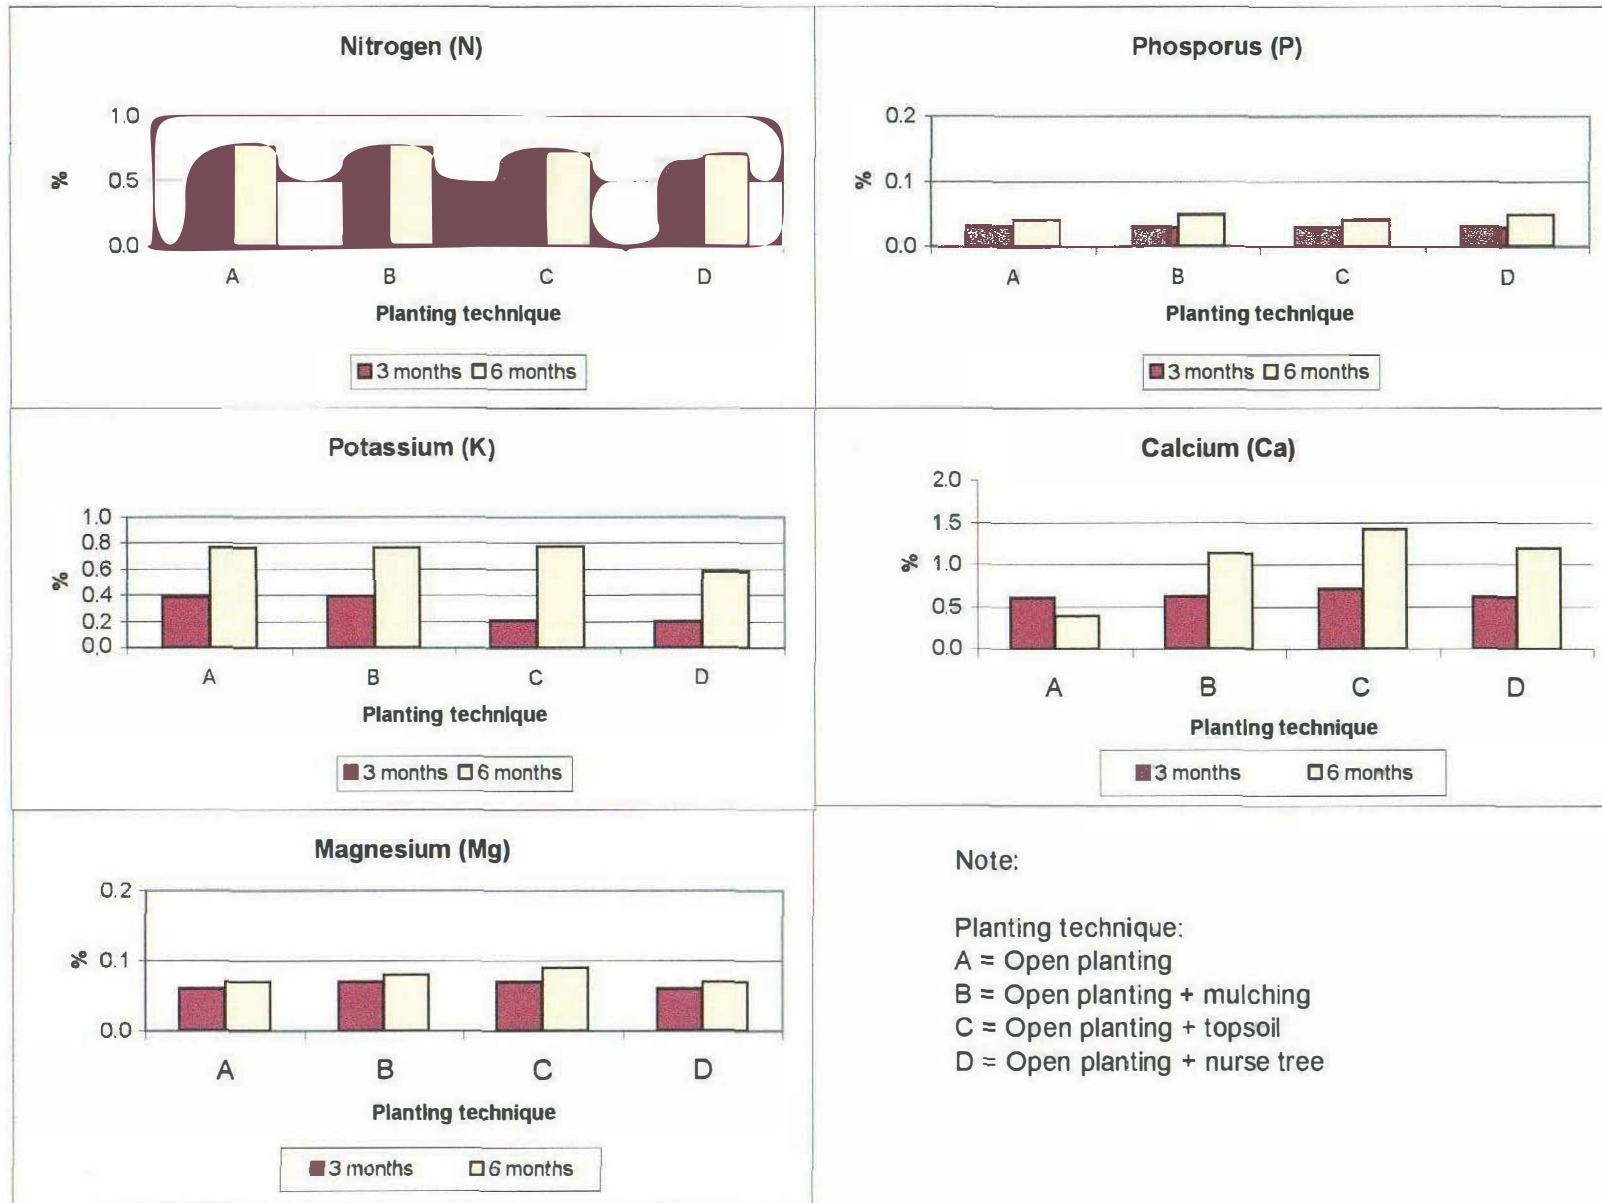 Nitrogen (N)
%
1.0
0.5
0.0
A B C D
Planting technique
3 months 6 months
Phosporus (P)
%
0.2
0.1
0.0
A B C D
Planting technique
3 months 6 months
Potassium (K)
%
1.0
0.8
0.6
0.4
0.2
0.0
A B C D
Planting technique
3 months 6 months
Calcium (Ca)
%
2.0
1.5
1.0
0.5
0.0
A B C D
Planting technique
3 months 6 months
Magnesium (Mg)
%
0.2
0.1
0.0
A B C D
Planting technique
3 months 6 months
Note:
Planting technique:
A = Open planting
B = Open planting + mulching
C = Open planting + topsoil
D = Open planting + nurse tree